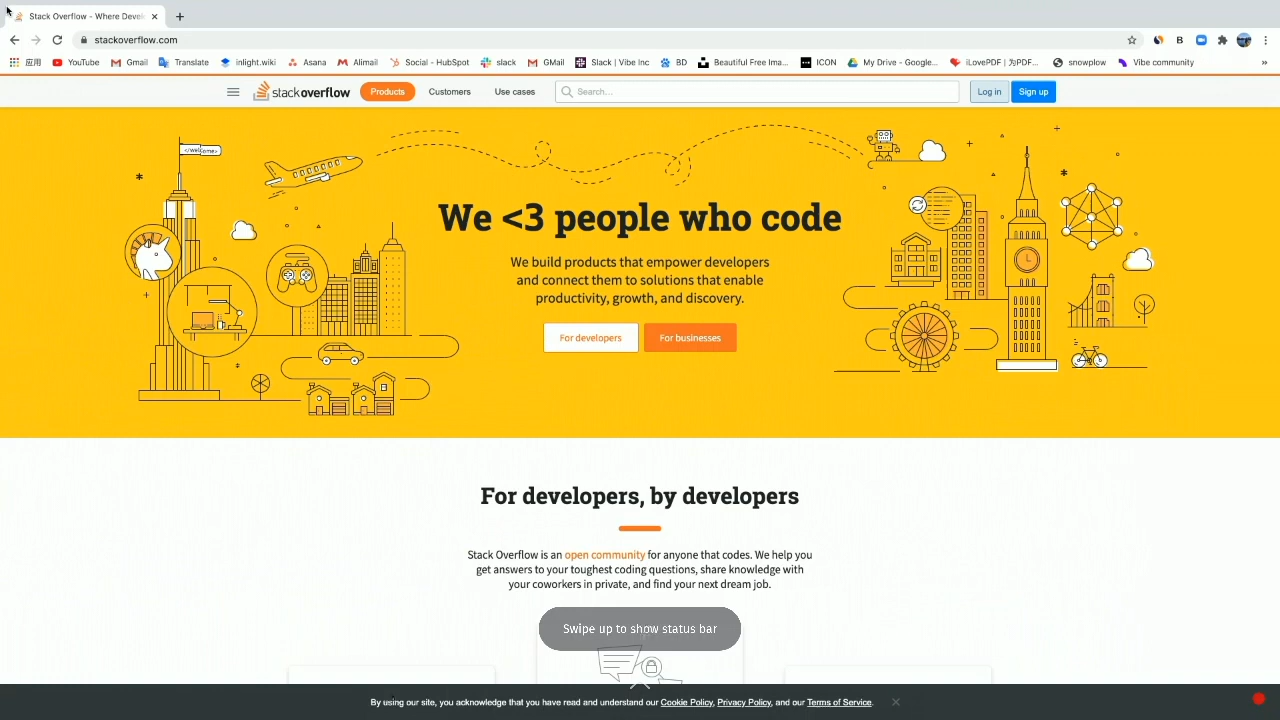 Stack Overflow - Where Devel
stackoverflow.com
应用 YouTube Gmail Translate inlight.wiki Asana Alimail Social - HubSpot slack GMail Slack | Vibe Inc BD Beautiful Free Ima... ICON My Drive - Google... iLovePDF | 为PDF... snowplow Vibe community »
stackoverflow Products Customers Use cases Search... Log in Sign up
</welcome>
We <3 people who code
We build products that empower developers
and connect them to solutions that enable
productivity, growth, and discovery.
For developers For businesses
For developers, by developers
Stack Overflow is an open community for anyone that codes. We help you
get answers to your toughest coding questions, share knowledge with
your coworkers in private, and find your next dream job.
Swipe up to show status bar
By using our site, you acknowledge that you have read and understand our Cookie Policy, Privacy Policy, and our Terms of Service.